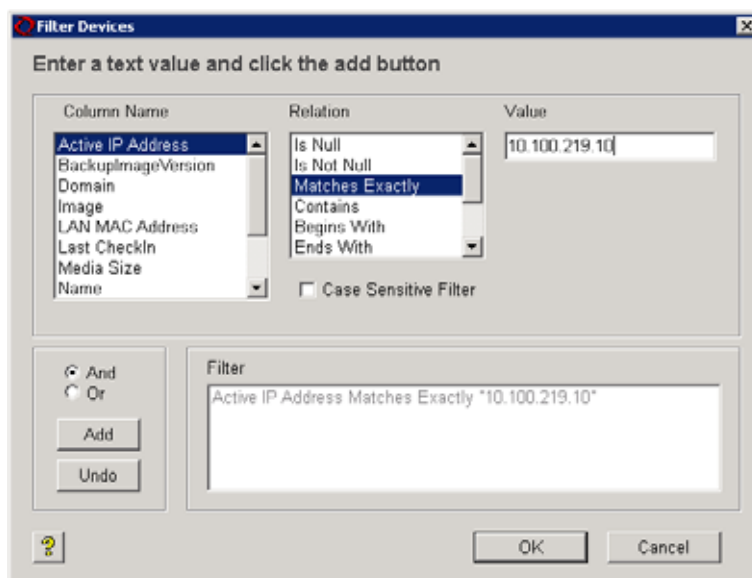 Filter Devices
Enter a text value and click the add button
Column Name
Relation
Value
Active IP Address
BackupImageVersion
Domain
Image
LAN MAC Address
Last CheckIn
Media Size
Name
Is Null
Is Not Null
Matches Exactly
Contains
Begins With
Ends With
10.100.219.10
Case Sensitive Filter
And
Or
Add
Undo
Filter
Active IP Address Matches Exactly "10.100.219.10"
?
OK
Cancel